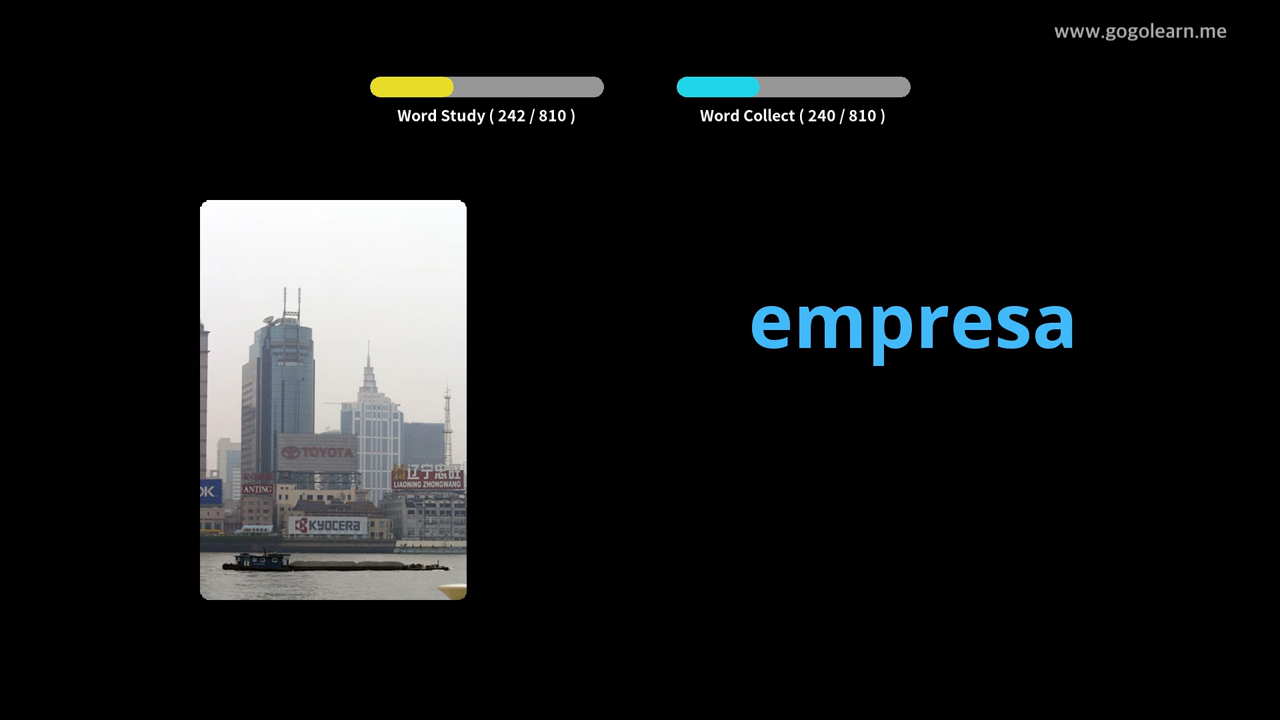 www.gogolearn.me
Word Study ( 242 / 810 )
Word Collect ( 240 / 810 )
empresa
TOYOTA
辽宁忠旺
LIAONING ZHONGWANG
OK
ANTING
KYOCERA